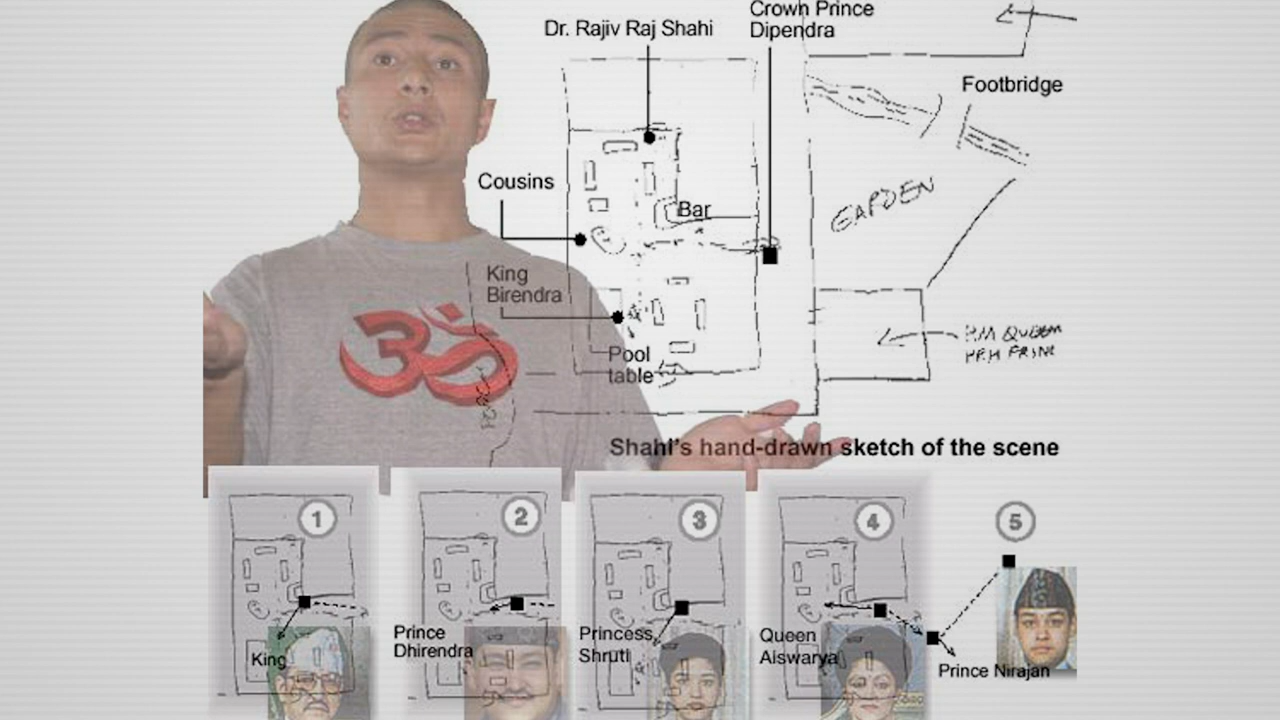 Crown Prince
Dipendra
Dr. Rajiv Raj Shahi
Footbridge
Cousins
Bar
GARDEN
King
Birendra
Pool
table
H.M QUEEN
Shahi's hand-drawn sketch of the scene
1
2
3
4
5
King
Prince
Dhirendra
Princess
Shruti
Queen
Aiswarya
Prince Nirajan
ॐ